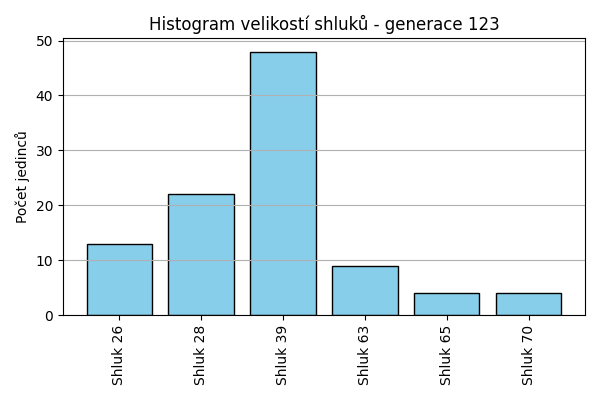 Histogram velikostí shluků - generace 123
Počet jedinců
50
40
30
20
10
0
Shluk 26
Shluk 28
Shluk 39
Shluk 63
Shluk 65
Shluk 70